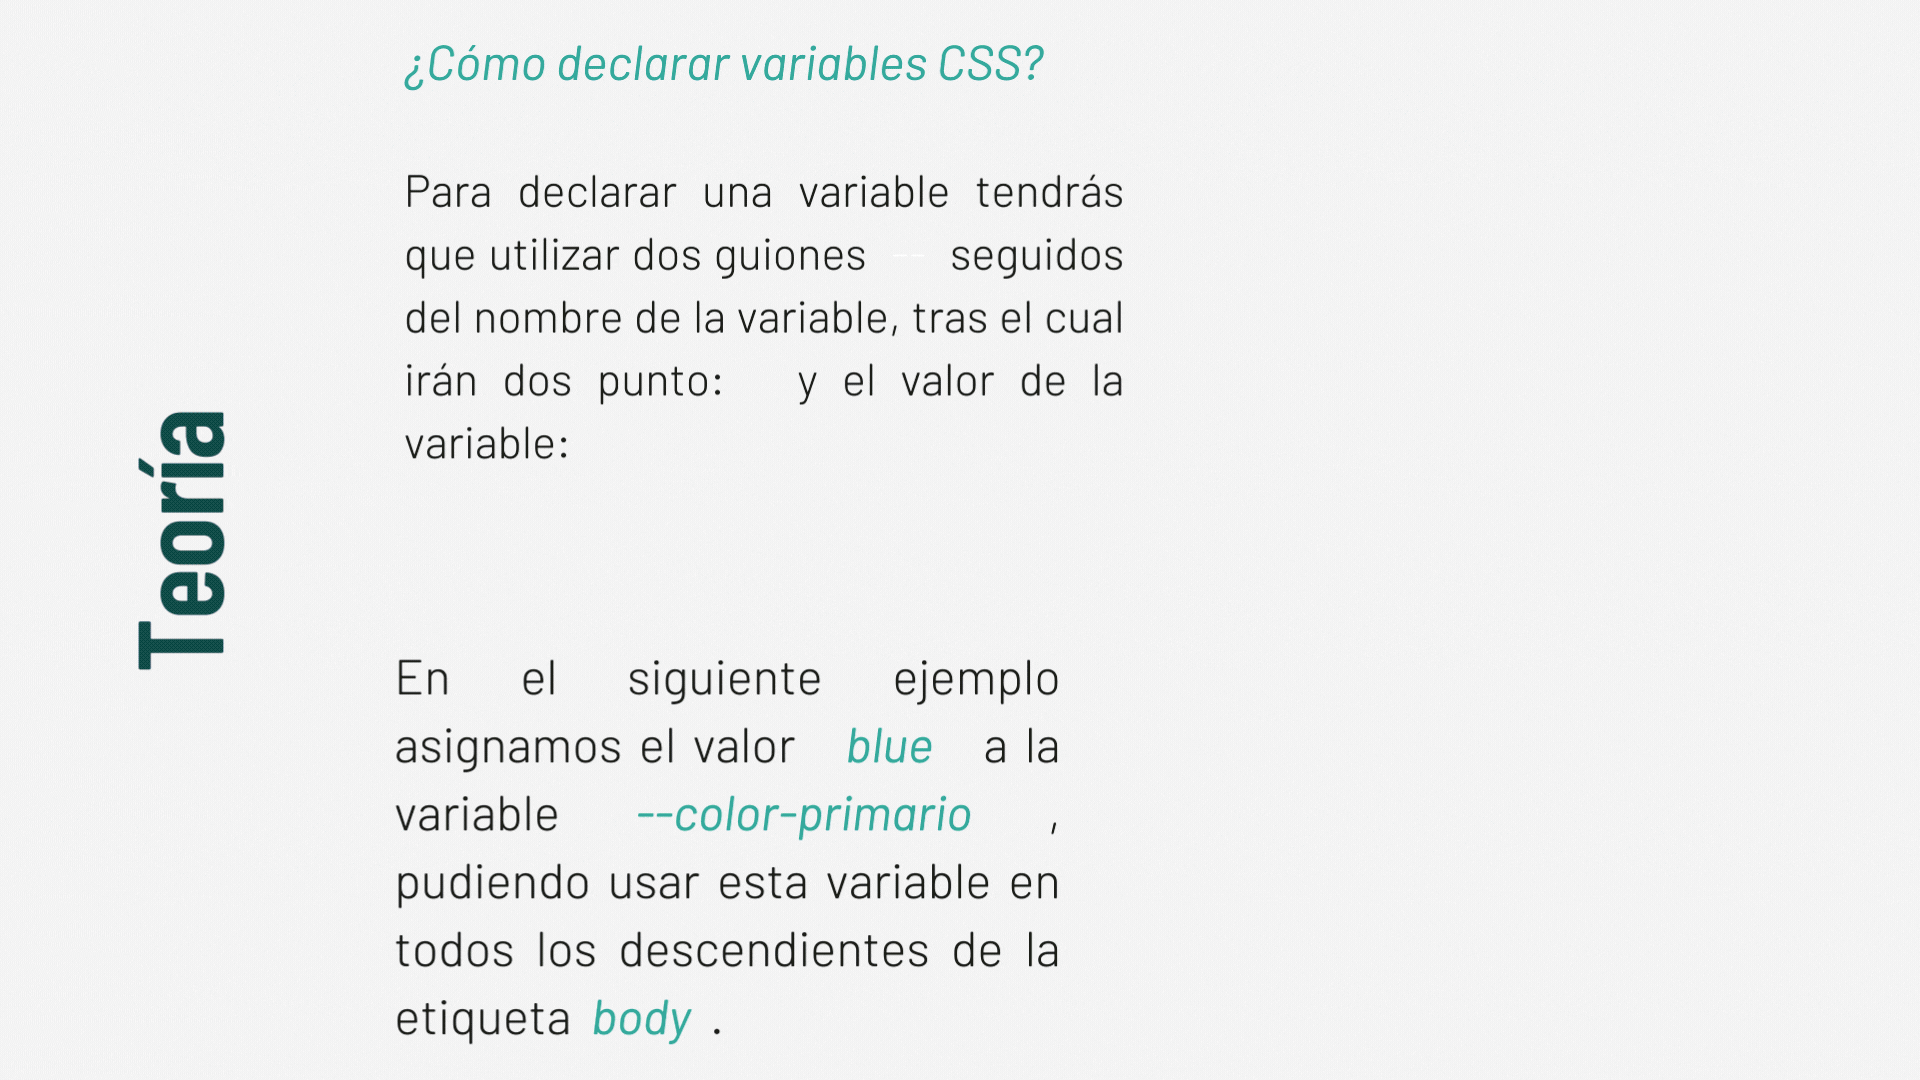 ¿Cómo declarar variables CSS?
Para declarar una variable tendrás
que utilizar dos guiones -- seguidos
del nombre de la variable, tras el cual
irán dos punto: y el valor de la
variable:
Teoría
En el siguiente ejemplo
asignamos el valor blue a la
variable --color-primario ,
pudiendo usar esta variable en
todos los descendientes de la
etiqueta body .